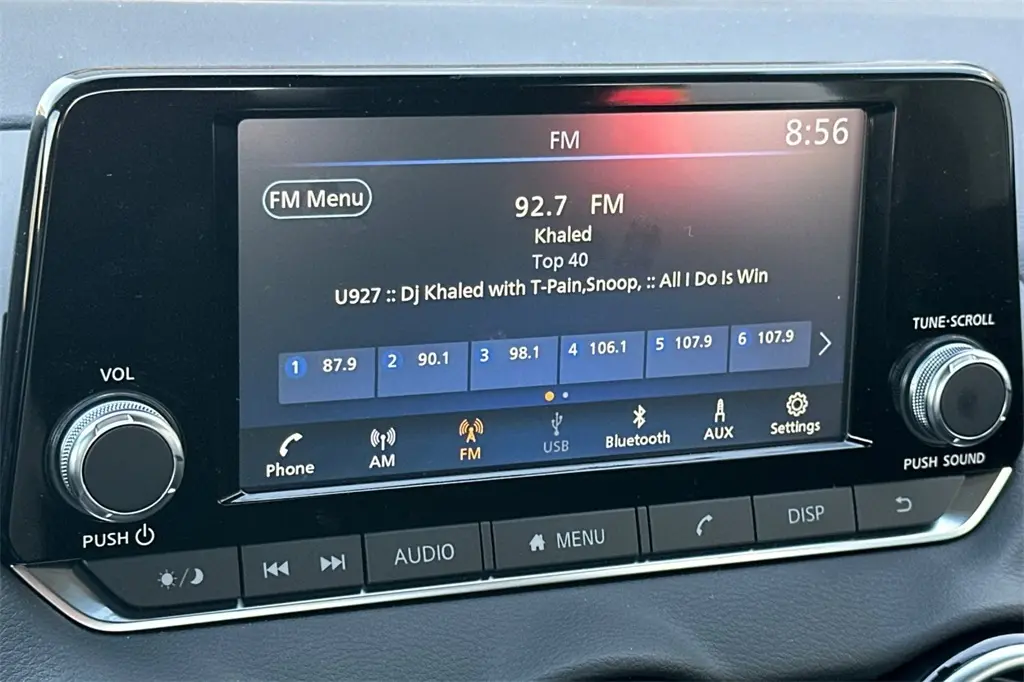 FM
8:56
FM Menu
92.7 FM
Khaled
Top 40
U927 :: Dj Khaled with T-Pain,Snoop, :: All I Do Is Win
1 87.9
2 90.1
3 98.1
4 106.1
5 107.9
6 107.9
Phone
AM
FM
USB
Bluetooth
AUX
Settings
VOL
PUSH
TUNE·SCROLL
PUSH SOUND
AUDIO
MENU
DISP